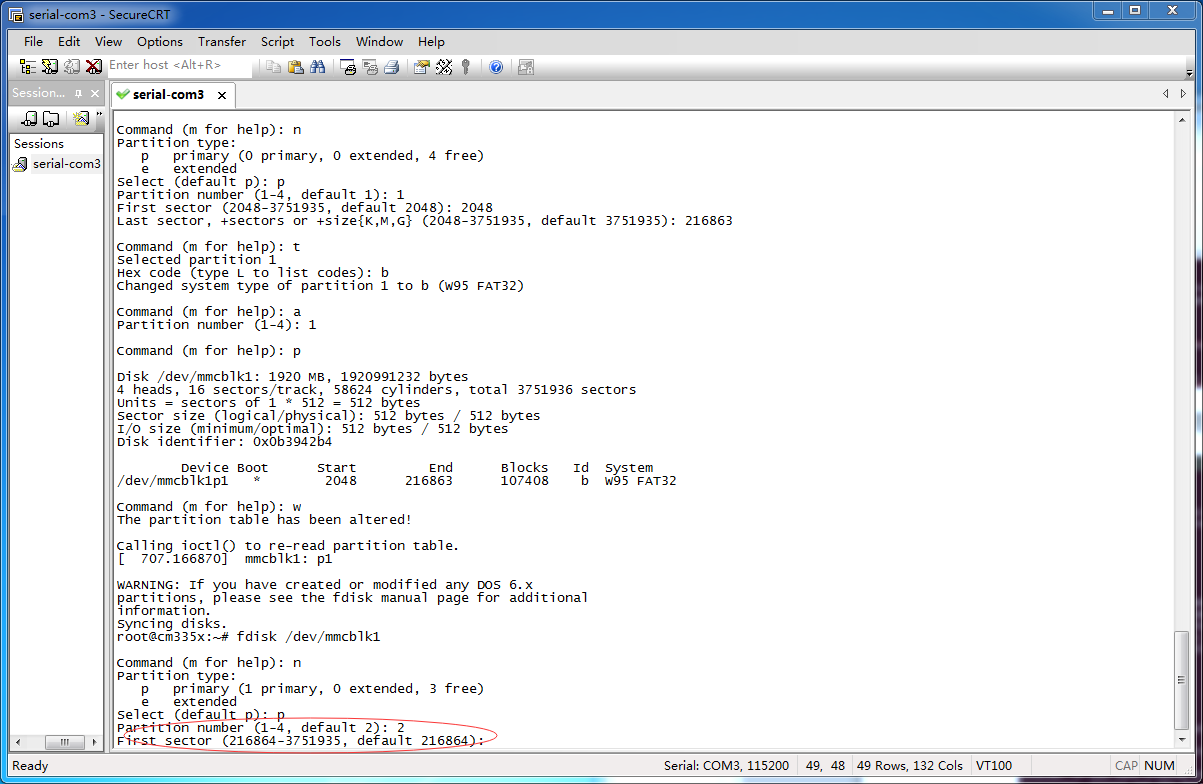 serial-com3 - SecureCRT
File Edit View Options Transfer Script Tools Window Help
Enter host <Alt+R>
Session...
serial-com3
Sessions
serial-com3
Command (m for help): n
Partition type:
   p   primary (0 primary, 0 extended, 4 free)
   e   extended
Select (default p): p
Partition number (1-4, default 1): 1
First sector (2048-3751935, default 2048): 2048
Last sector, +sectors or +size{K,M,G} (2048-3751935, default 3751935): 216863
Command (m for help): t
Selected partition 1
Hex code (type L to list codes): b
Changed system type of partition 1 to b (W95 FAT32)
Command (m for help): a
Partition number (1-4): 1
Command (m for help): p
Disk /dev/mmcblk1: 1920 MB, 1920991232 bytes
4 heads, 16 sectors/track, 58624 cylinders, total 3751936 sectors
Units = sectors of 1 * 512 = 512 bytes
Sector size (logical/physical): 512 bytes / 512 bytes
I/O size (minimum/optimal): 512 bytes / 512 bytes
Disk identifier: 0x0b3942b4
        Device Boot      Start         End      Blocks   Id  System
/dev/mmcblk1p1   *        2048      216863      107408    b  W95 FAT32
Command (m for help): w
The partition table has been altered!
Calling ioctl() to re-read partition table.
[  707.166870]  mmcblk1: p1
WARNING: If you have created or modified any DOS 6.x
partitions, please see the fdisk manual page for additional
information.
Syncing disks.
root@cm335x:~# fdisk /dev/mmcblk1
Command (m for help): n
Partition type:
   p   primary (1 primary, 0 extended, 3 free)
   e   extended
Select (default p): p
Partition number (1-4, default 2): 2
First sector (216864-3751935, default 216864):
Ready Serial: COM3, 115200 49, 48 49 Rows, 132 Cols VT100 CAP NUM